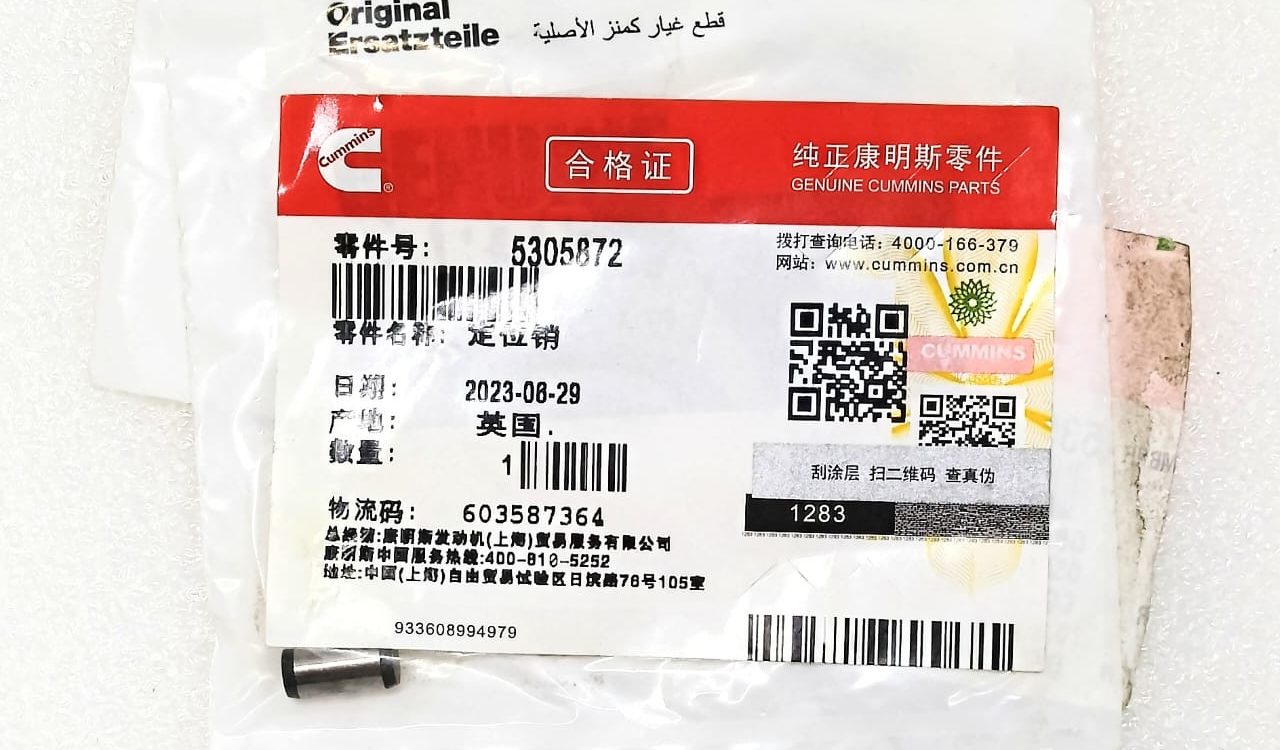 Original
Ersatzteile
قطع غيار كمنز الأصلية
Cummins
®
合格证
纯正康明斯零件
GENUINE CUMMINS PARTS
零件号: 5305872
拨打查询电话: 4000-166-379
网站: www.cummins.com.cn
零件名称: 定位销
CUMMINS
日期: 2023-06-29
产地: 英国.
数量: 1
刮涂层 扫二维码 查真伪
1283
物流码: 603587364
总经销:康明斯发动机(上海)贸易服务有限公司
康明斯中国服务热线:400-810-5252
地址:中国(上海)自由贸易试验区日滨路76号105室
933608994979